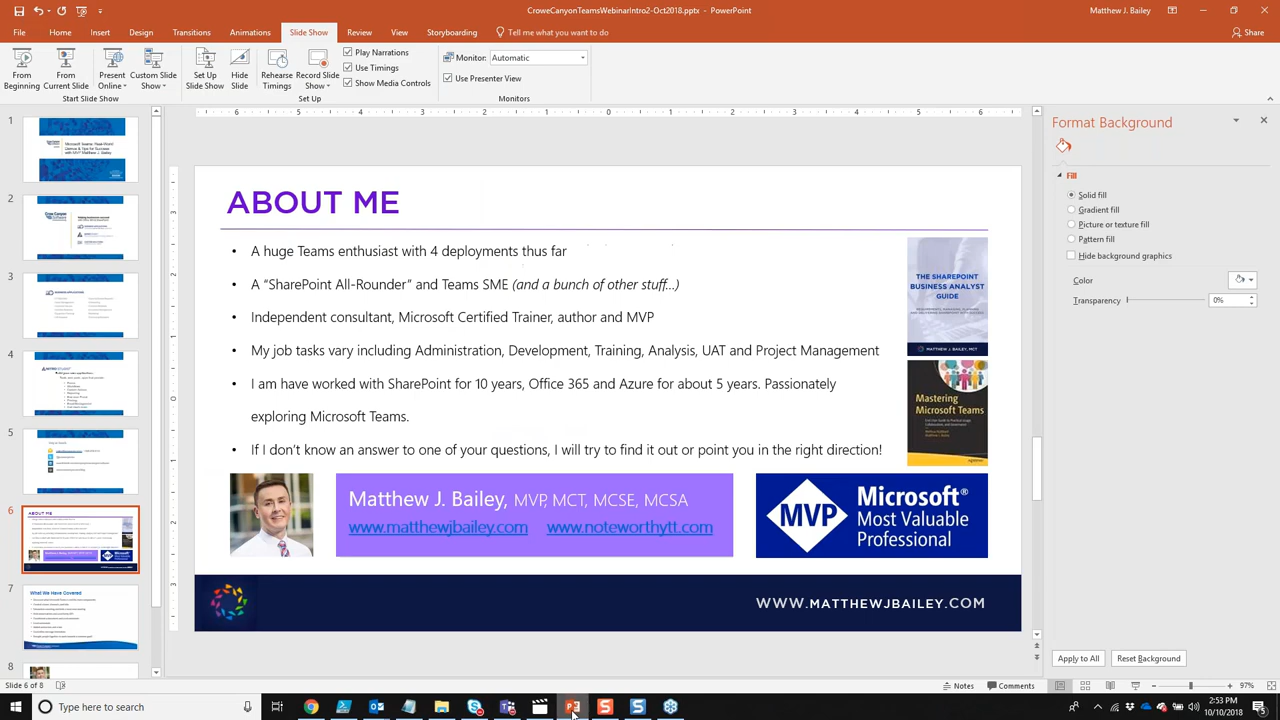 CroweCanyonTeamsWebinarIntro2-Oct2018.pptx - PowerPoint
Matthew J. Bailey
File Home Insert Design Transitions Animations Slide Show Review View Storyboarding Tell me what you want to do Share
From Beginning
From Current Slide
Present Online
Custom Slide Show
Start Slide Show
Set Up Slide Show
Hide Slide
Rehearse Timings
Record Slide Show
Play Narrations
Use Timings
Show Media Controls
Set Up
Monitor: Automatic
Use Presenter View
Monitors
1
2
3
4
5
6
ABOUT ME
7
What We Have Covered
8
ABOUT ME
• A huge Teams enthusiast with 4 deployments thus far
• A “SharePoint All-Rounder” and Teams SME (and a bunch of other stuff...)
• Independent consultant, Microsoft Certified Trainer, author and MVP
• My job tasks vary including Administration, Development, Training, Analysis, UAT and Project Management
• I am have worked with SharePoint for 10 years, Office 365 and Azure for about 5 years. Passionately
exploring Microsoft Teams.
• If I don’t know an answer to one of your questions, I will try to find it out or point you in the right direction!
THE SHAREPOINT
BUSINESS ANALYST
GUIDE
MATTHEW J. BAILEY, MCT
Mastering
Microsoft Teams
Matthew J. Bailey, MVP MCT, MCSE, MCSA
MVP
Microsoft®
Most Valuable
Professional
WWW.MATTHEWJBAILEY.COM
Format Background
Fill
Solid fill
Gradient fill
Picture or texture fill
Pattern fill
Hide background graphics
Color
Transparency 0%
Apply to All Reset Background
Slide 6 of 8
Notes Comments 97%
Type here to search
2:53 PM
10/10/2018